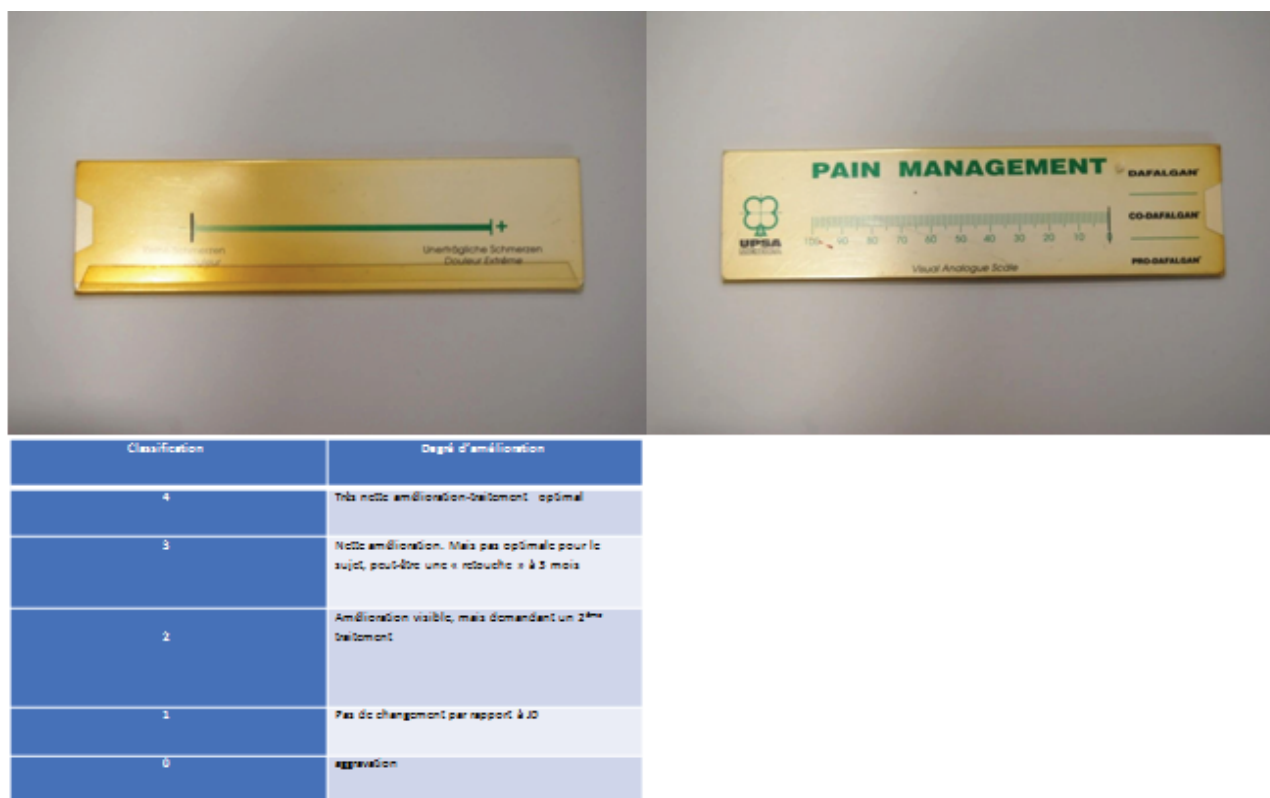 +
Schmerzen
Unerträgliche Schmerzen
Douleur Extrême
PAIN MANAGEMENT
DAFALGAN®
CO-DAFALGAN®
PRO-DAFALGAN®
UPSA
100 90 80 70 60 50 40 30 20 10 0
Visual Analogue Scale
Classification Degré d'amélioration
4 Très nette amélioration-traitement optimal
3 Nette amélioration. Mais pas optimale pour le
sujet, peut-être une « retouche » à 3 mois
2 Amélioration visible, mais demandant un 2ème
traitement
1 Pas de changement par rapport à J0
0 aggravation